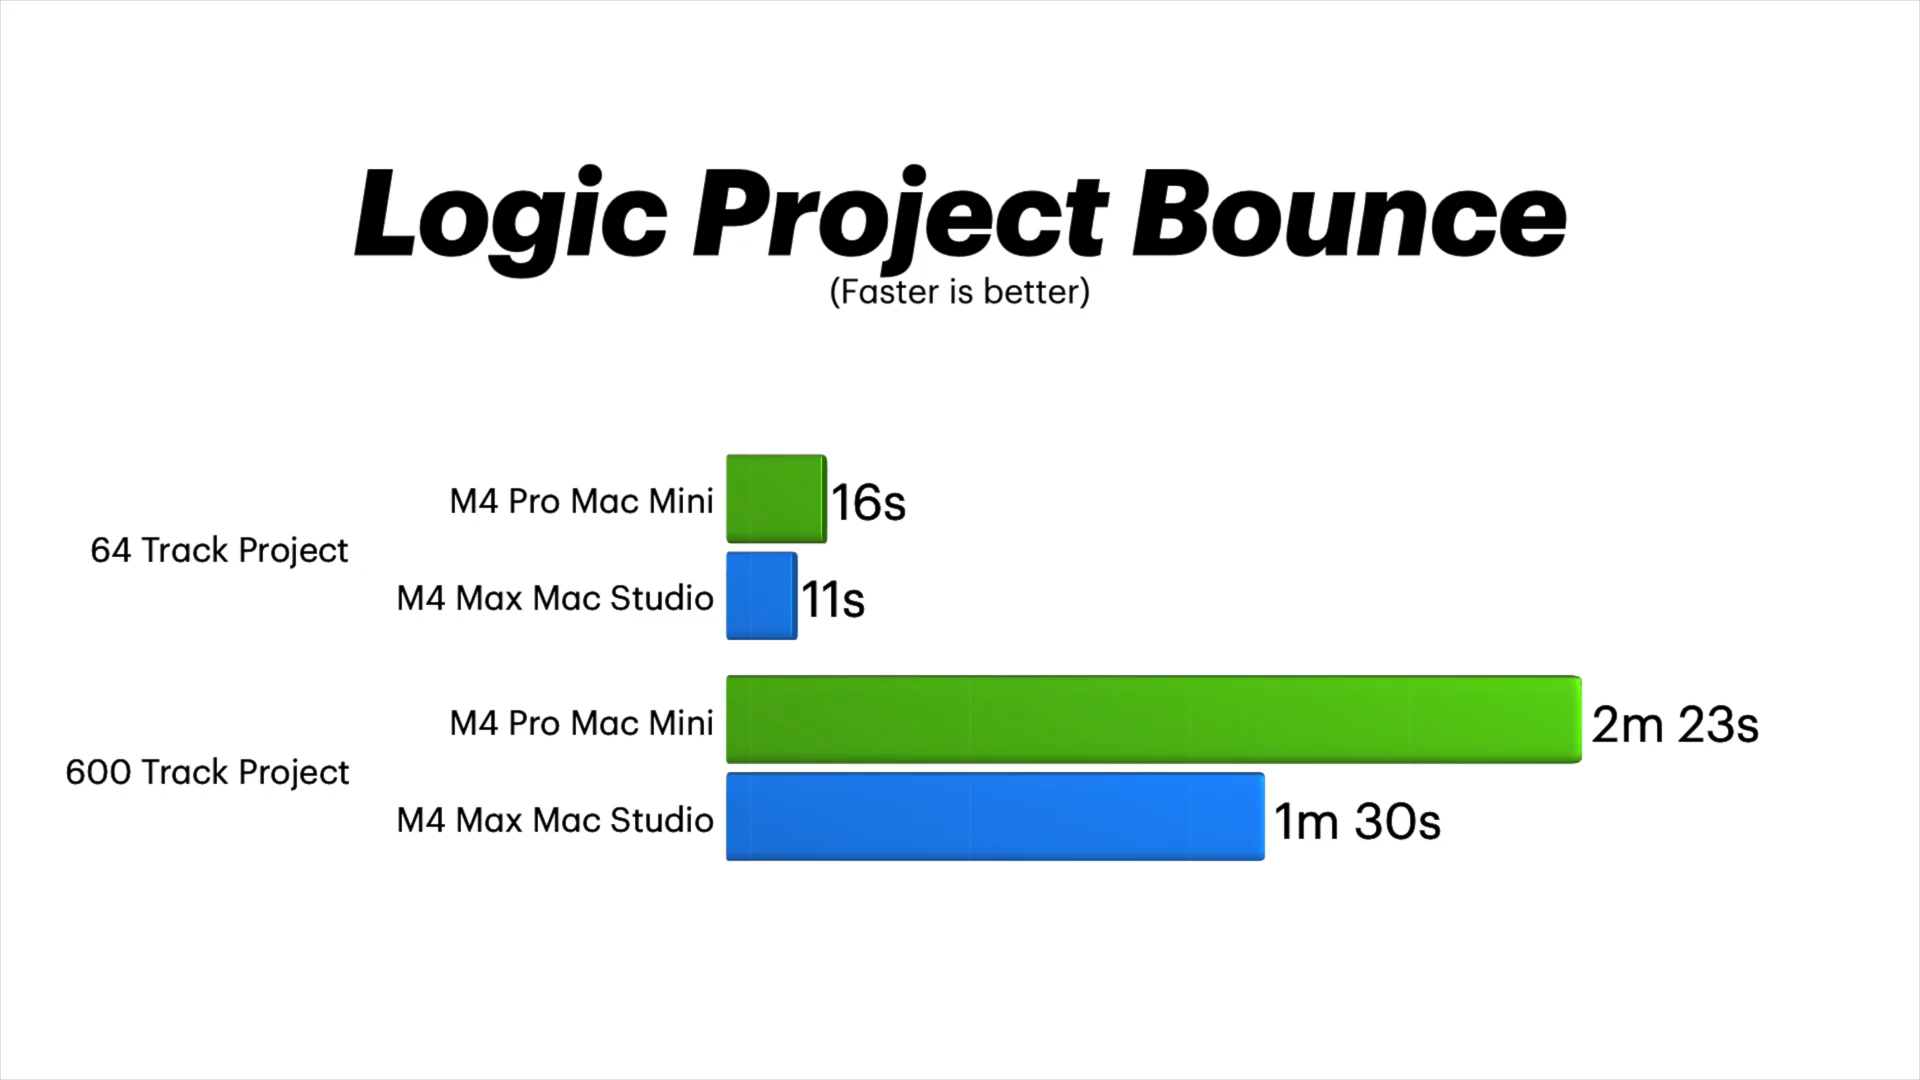 Logic Project Bounce
(Faster is better)
64 Track Project
M4 Pro Mac Mini
16s
M4 Max Mac Studio
11s
600 Track Project
M4 Pro Mac Mini
2m 23s
M4 Max Mac Studio
1m 30s